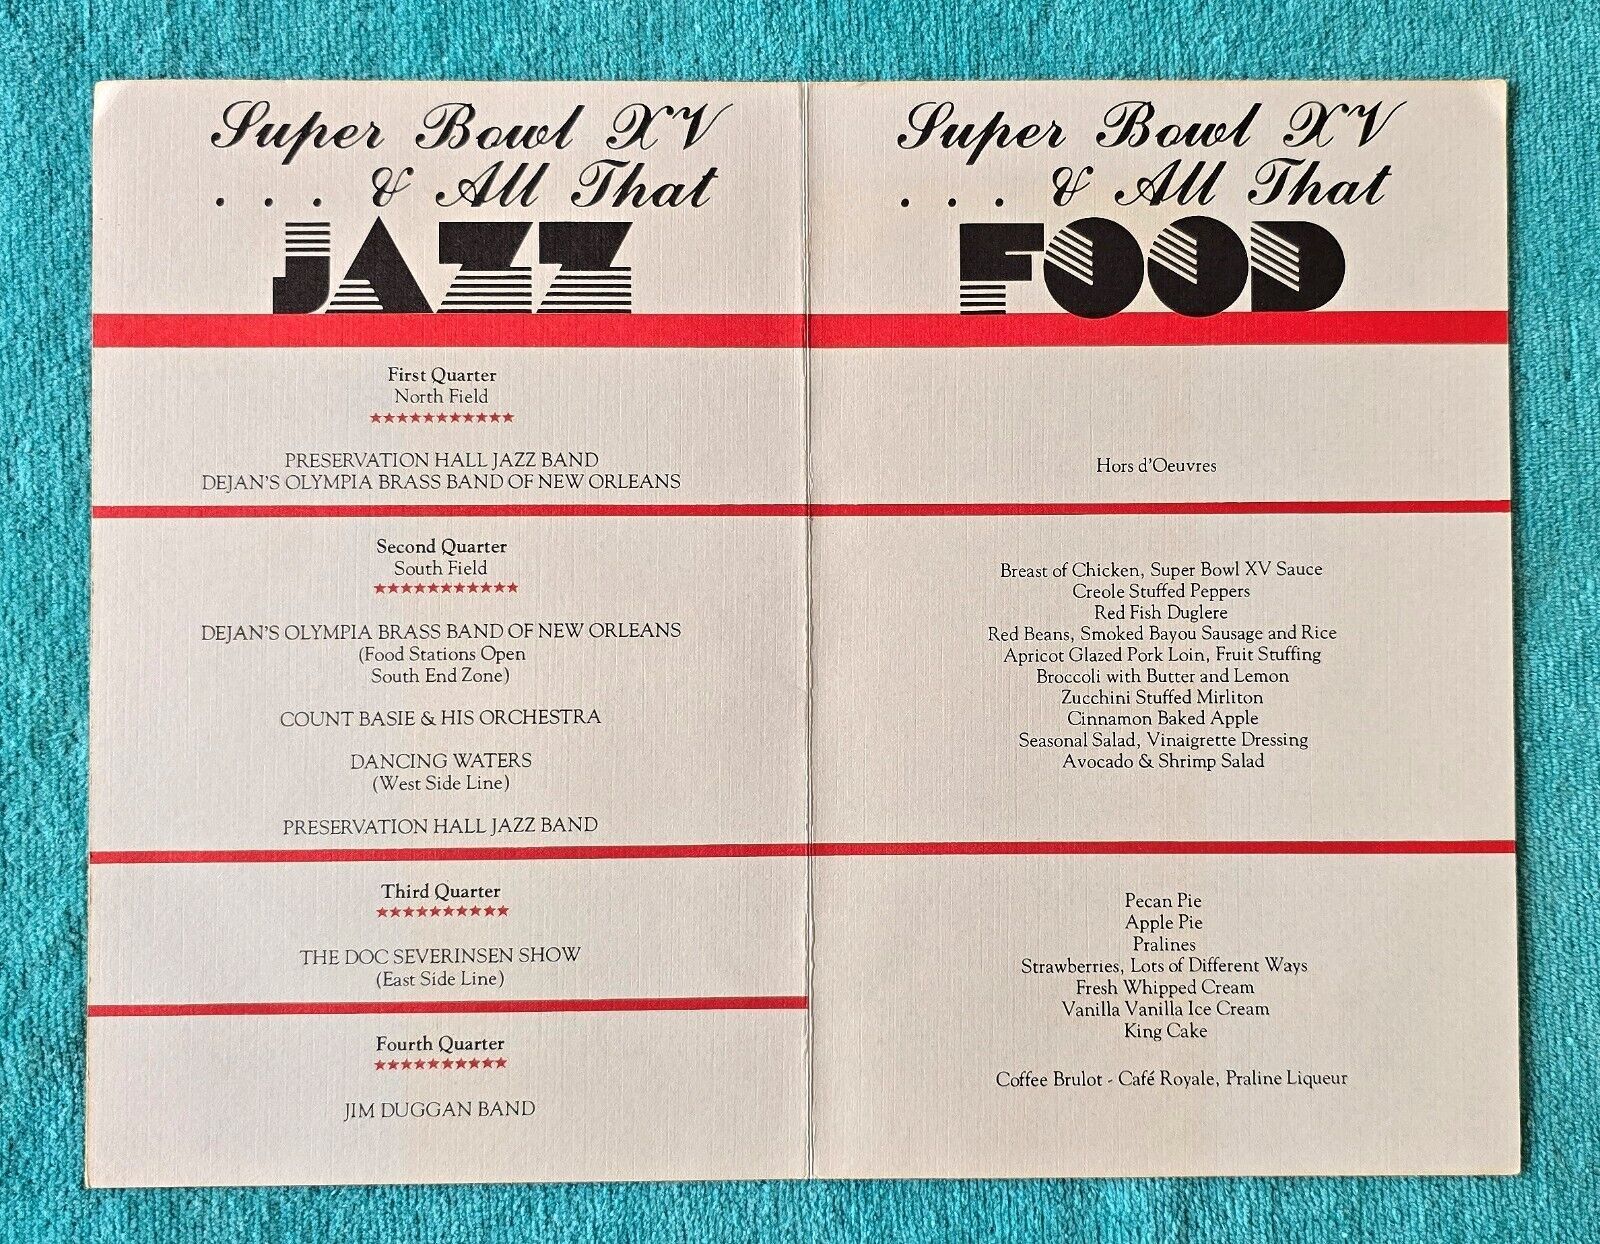 Super Bowl XV
. . . & All That
JAZZ
First Quarter
North Field
PRESERVATION HALL JAZZ BAND
DEJAN'S OLYMPIA BRASS BAND OF NEW ORLEANS
Second Quarter
South Field
DEJAN'S OLYMPIA BRASS BAND OF NEW ORLEANS
(Food Stations Open
South End Zone)
COUNT BASIE & HIS ORCHESTRA
DANCING WATERS
(West Side Line)
PRESERVATION HALL JAZZ BAND
Third Quarter
THE DOC SEVERINSEN SHOW
(East Side Line)
Fourth Quarter
JIM DUGGAN BAND
Super Bowl XV
. . . & All That
FOOD
Hors d'Oeuvres
Breast of Chicken, Super Bowl XV Sauce
Creole Stuffed Peppers
Red Fish Duglere
Red Beans, Smoked Bayou Sausage and Rice
Apricot Glazed Pork Loin, Fruit Stuffing
Broccoli with Butter and Lemon
Zucchini Stuffed Mirliton
Cinnamon Baked Apple
Seasonal Salad, Vinaigrette Dressing
Avocado & Shrimp Salad
Pecan Pie
Apple Pie
Pralines
Strawberries, Lots of Different Ways
Fresh Whipped Cream
Vanilla Vanilla Ice Cream
King Cake
Coffee Brulot - Café Royale, Praline Liqueur